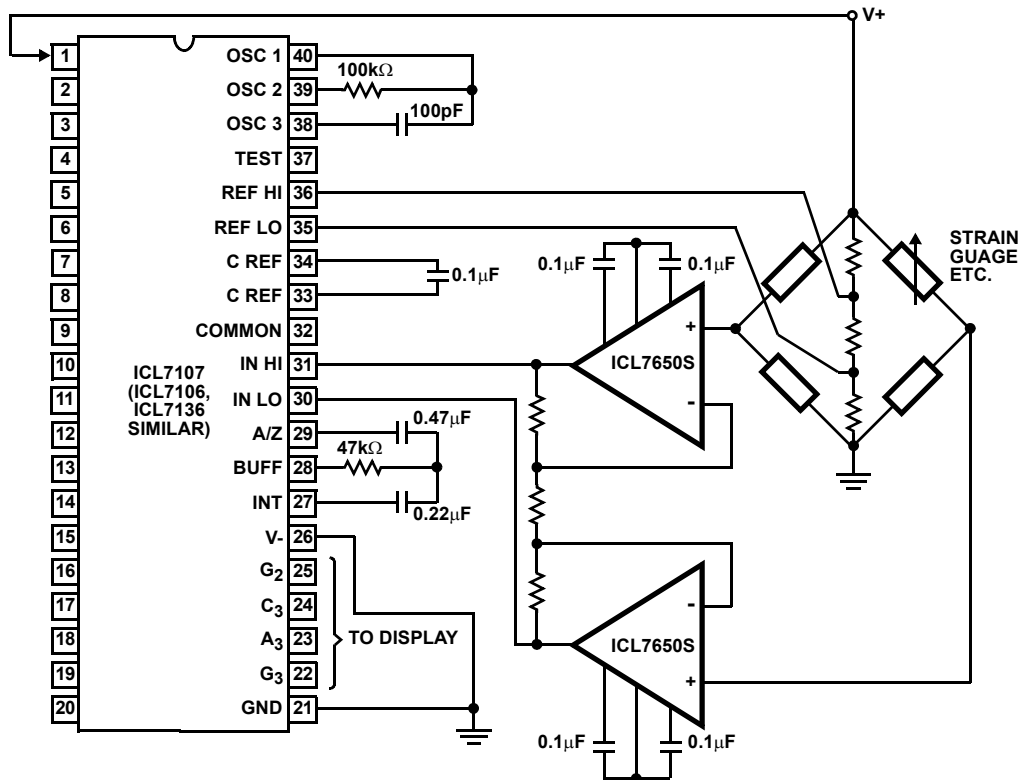 V+
1
OSC 1 40
100kΩ
2
OSC 2 39
100pF
3
OSC 3 38
4
TEST 37
5
REF HI 36
6
REF LO 35
STRAIN
GUAGE
ETC.
7
C REF 34
0.1µF
0.1µF
0.1µF
8
C REF 33
9
COMMON 32
+
ICL7650S
-
10
IN HI 31
ICL7107
(ICL7106,
ICL7136
SIMILAR)
11
IN LO 30
0.47µF
12
A/Z 29
47kΩ
13
BUFF 28
14
INT 27
0.22µF
15
V- 26
16
G2 25
17
C3 24
TO DISPLAY
18
A3 23
19
G3 22
-
ICL7650S
+
20
GND 21
0.1µF
0.1µF